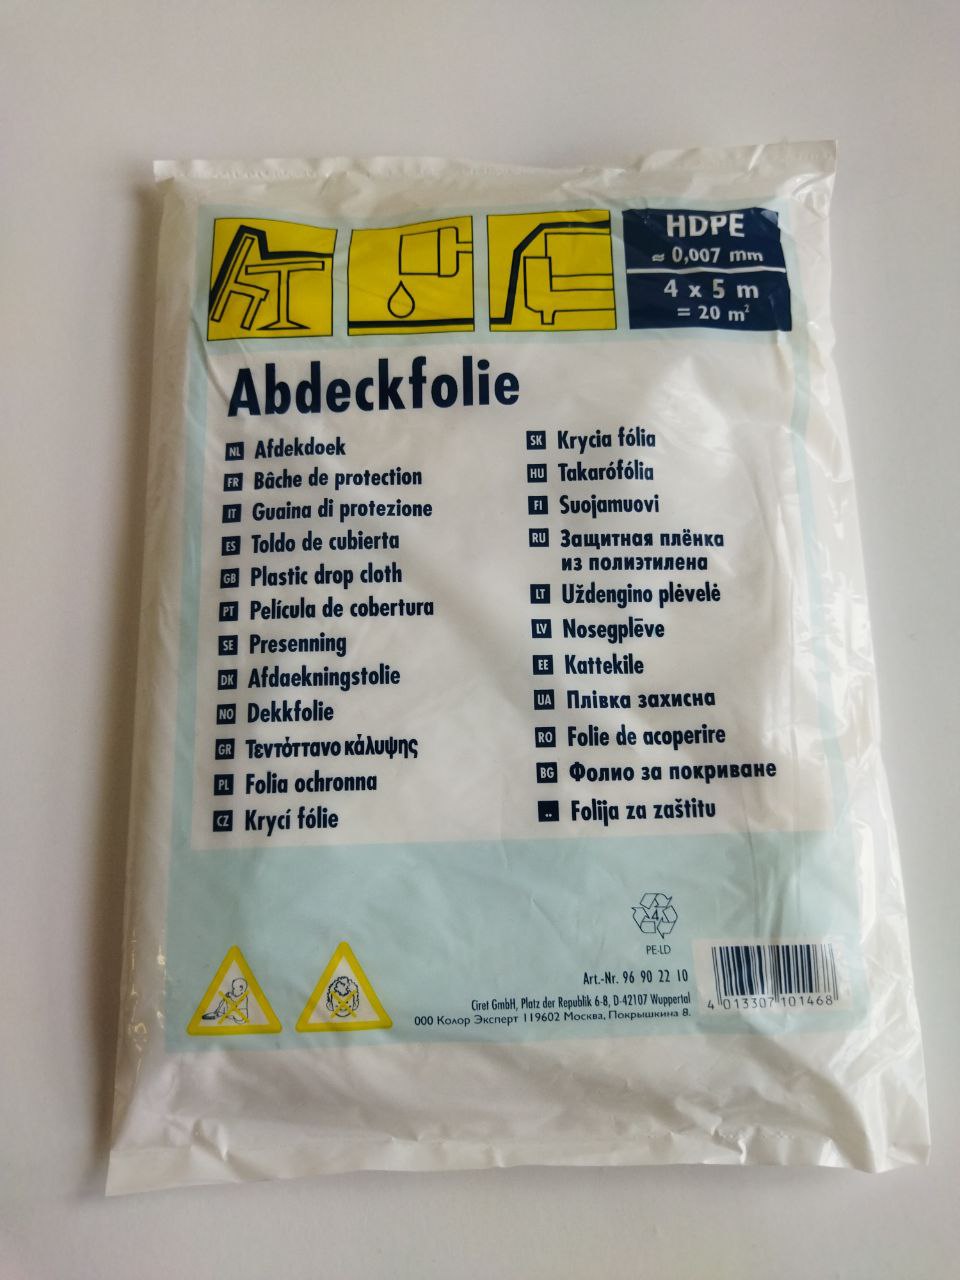 HDPE
≈ 0,007 mm
4 x 5 m
= 20 m²
Abdeckfolie
NL Afdekdoek
FR Bâche de protection
IT Guaina di protezione
ES Toldo de cubierta
GB Plastic drop cloth
PT Película de cobertura
SE Presenning
DK Afdaekningstolie
NO Dekkfolie
GR Τεντόττανο κάλυψης
PL Folia ochronna
CZ Krycí fólie
SK Krycia fólia
HU Takarófólia
FI Suojamuovi
RU Защитная плёнка
из полиэтилена
LT Uždengino plėvelė
LV Nosegplēve
EE Kattekile
UA Плівка захисна
RO Folie de acoperire
BG Фолио за покриване
.. Folija za zaštitu
4
PE-LD
Art.-Nr. 96 90 22 10
Ciret GmbH, Platz der Republik 6-8, D-42107 Wuppertal
ООО Колор Эксперт 119602 Москва, Покрышкина 8.
4 013307 101468